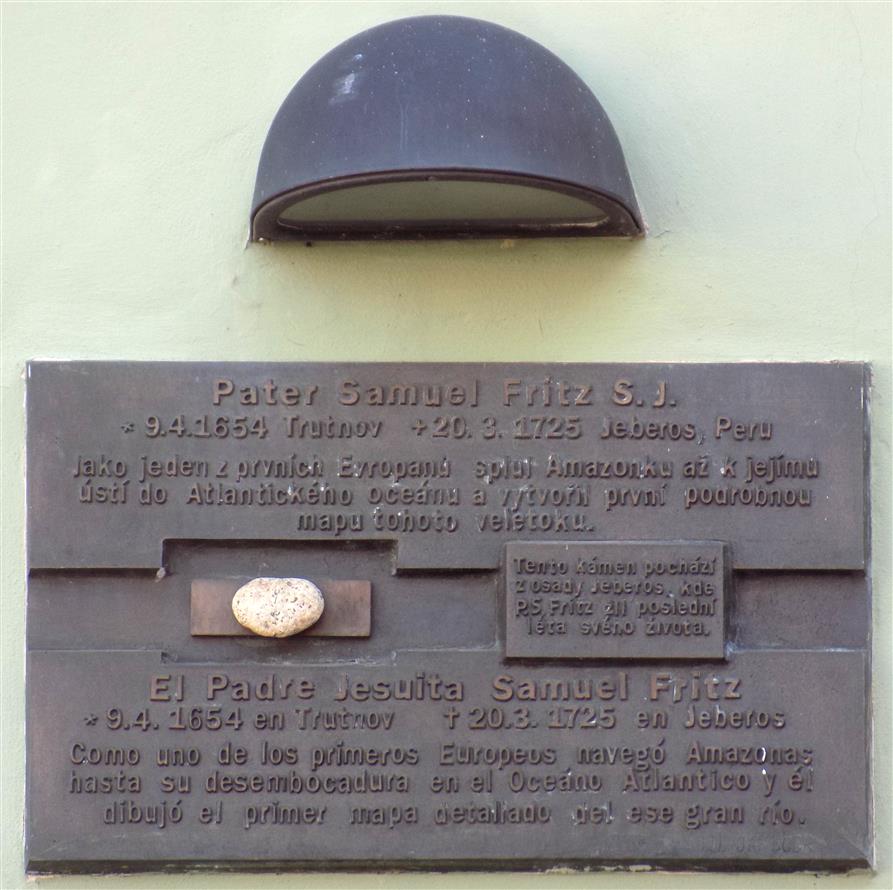 Pater Samuel Fritz S.J.
* 9.4.1654 Trutnov +20. 3. 1725 Jeberos, Peru
Jako jeden z prvních Evropanů splul Amazonku až k jejímu
ústí do Atlantického oceánu a vytvořil první podrobnou
mapu tohoto veletoku.
Tento kámen pochází
z osady Jeberos, kde
P.S. Fritz žil poslední
léta svého života.
El Padre Jesuita Samuel Fritz
* 9.4. 1654 en Trutnov +20.3. 1725 en Jeberos
Como uno de los primeros Europeos navegó Amazonas
hasta su desembocadura en el Oceáno Atlantico y él
dibujó el primer mapa detallado del ese gran río.